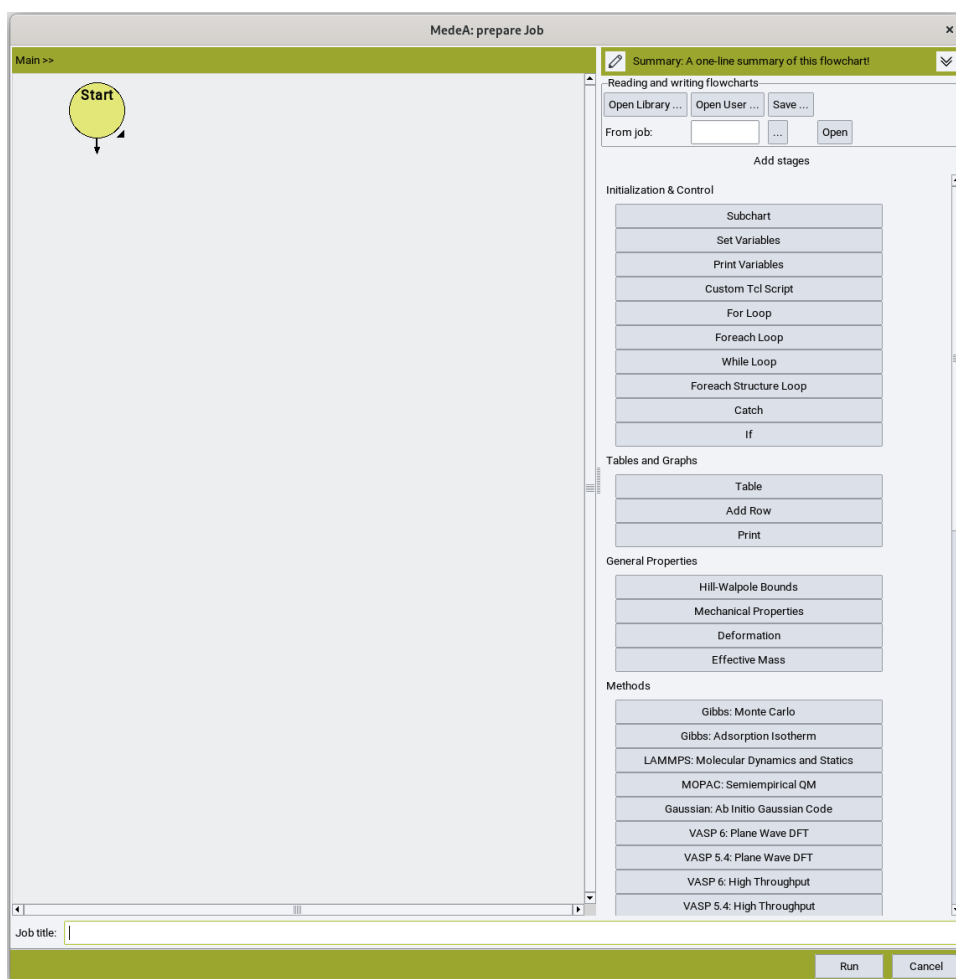 MedeA: prepare Job
Main >>
Start
Summary: A one-line summary of this flowchart!
Reading and writing flowcharts
Open Library ... Open User ... Save ...
From job: ... Open
Add stages
Initialization & Control
Subchart
Set Variables
Print Variables
Custom Tcl Script
For Loop
Foreach Loop
While Loop
Foreach Structure Loop
Catch
If
Tables and Graphs
Table
Add Row
Print
General Properties
Hill-Walpole Bounds
Mechanical Properties
Deformation
Effective Mass
Methods
Gibbs: Monte Carlo
Gibbs: Adsorption Isotherm
LAMMPS: Molecular Dynamics and Statics
MOPAC: Semiempirical QM
Gaussian: Ab Initio Gaussian Code
VASP 6: Plane Wave DFT
VASP 5.4: Plane Wave DFT
VASP 6: High Throughput
VASP 5.4: High Throughput
Job title:
Run Cancel